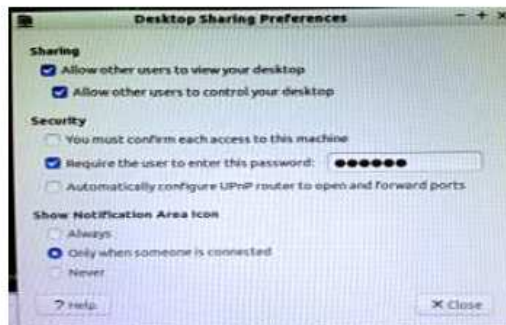 Desktop Sharing Preferences
Sharing
Allow other users to view your desktop
Allow other users to control your desktop
Security
You must confirm each access to this machine
Require the user to enter this password: ●●●●●●
Automatically configure UPnP router to open and forward ports
Show Notification Area Icon
Always
Only when someone is connected
Never
? Help
× Close